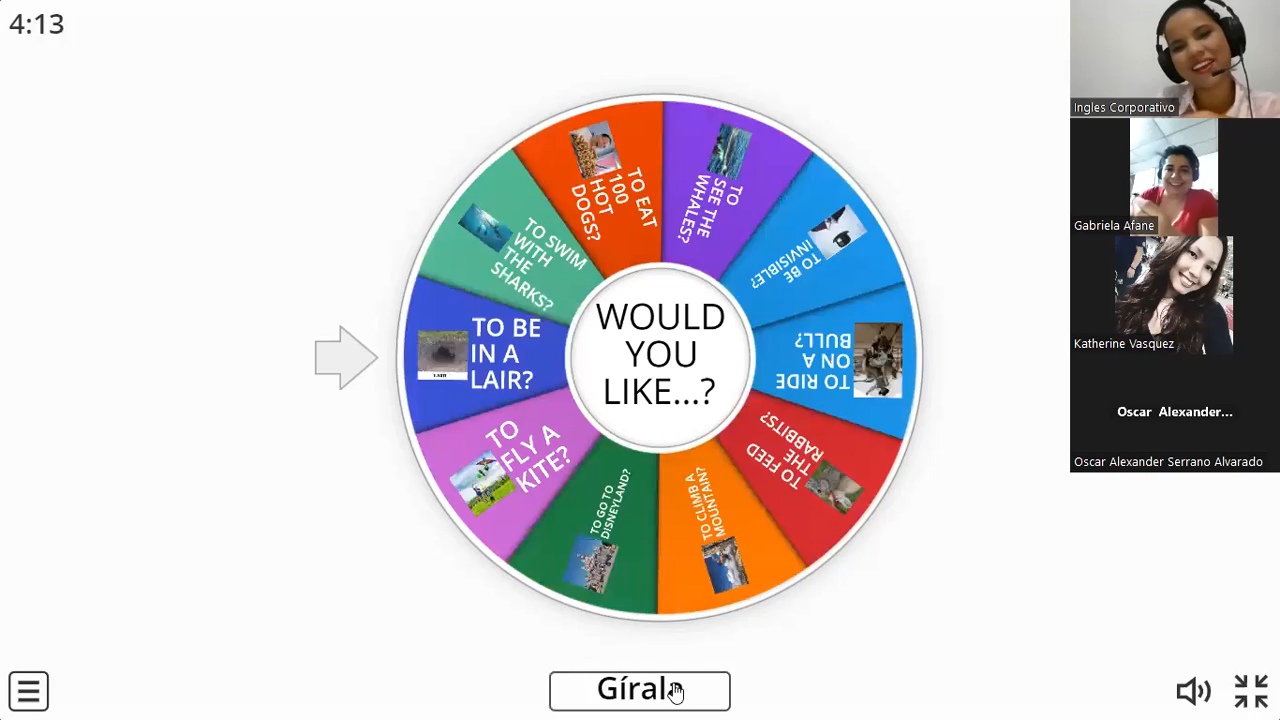 4:13
WOULD
YOU
LIKE...?
TO EAT
100
HOT
DOGS?
TO
SEE THE
WHALES?
TO BE
INVISIBLE?
TO RIDE
ON A
BULL?
TO FEED
THE
RABBITS?
TO CLIMB A
MOUNTAIN?
TO GO TO
DISNEYLAND?
TO
FLY A
KITE?
TO BE
IN A
LAIR?
TO SWIM
WITH
THE
SHARKS?
Gírala
Ingles Corporativo
Gabriela Afane
Katherine Vasquez
Oscar Alexander...
Oscar Alexander Serrano Alvarado